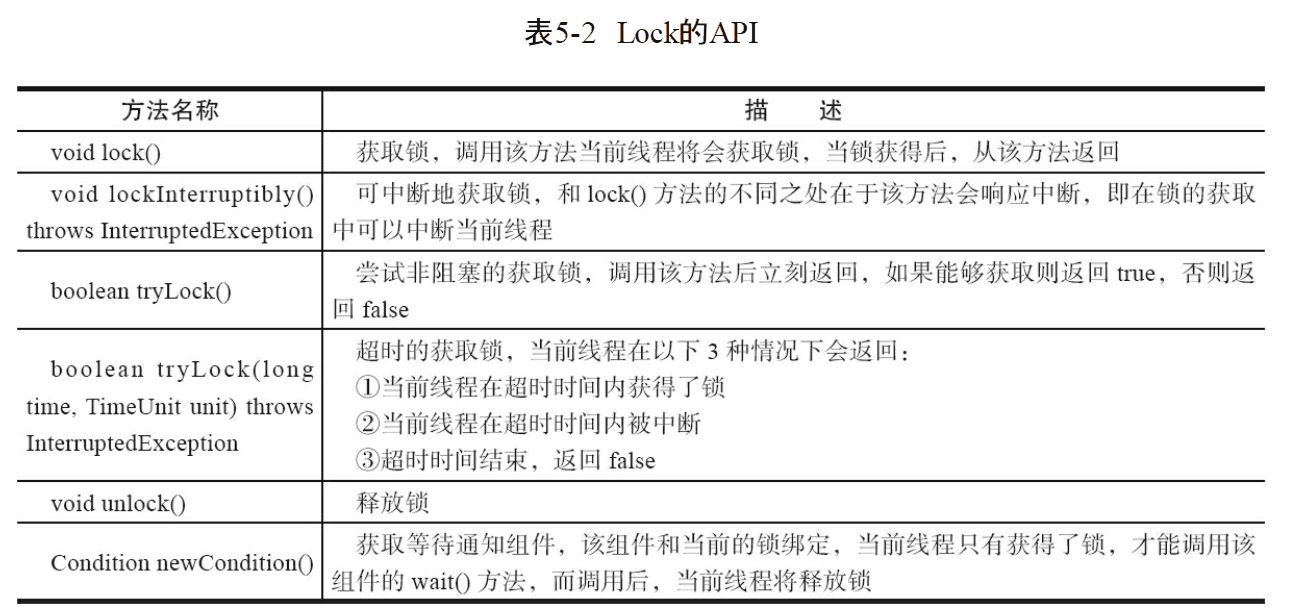 表5-2 Lock的API
方法名称
描 述
void lock()
获取锁，调用该方法当前线程将会获取锁，当锁获得后，从该方法返回
void lockInterruptibly()
throws InterruptedException
可中断地获取锁，和 lock() 方法的不同之处在于该方法会响应中断，即在锁的获取
中可以中断当前线程
boolean tryLock()
尝试非阻塞的获取锁，调用该方法后立刻返回，如果能够获取则返回 true，否则返
回 false
boolean tryLock(long
time, TimeUnit unit) throws
InterruptedException
超时的获取锁，当前线程在以下 3 种情况下会返回：
①当前线程在超时时间内获得了锁
②当前线程在超时时间内被中断
③超时时间结束，返回 false
void unlock()
释放锁
Condition newCondition()
获取等待通知组件，该组件和当前的锁绑定，当前线程只有获得了锁，才能调用该
组件的 wait() 方法，而调用后，当前线程将释放锁